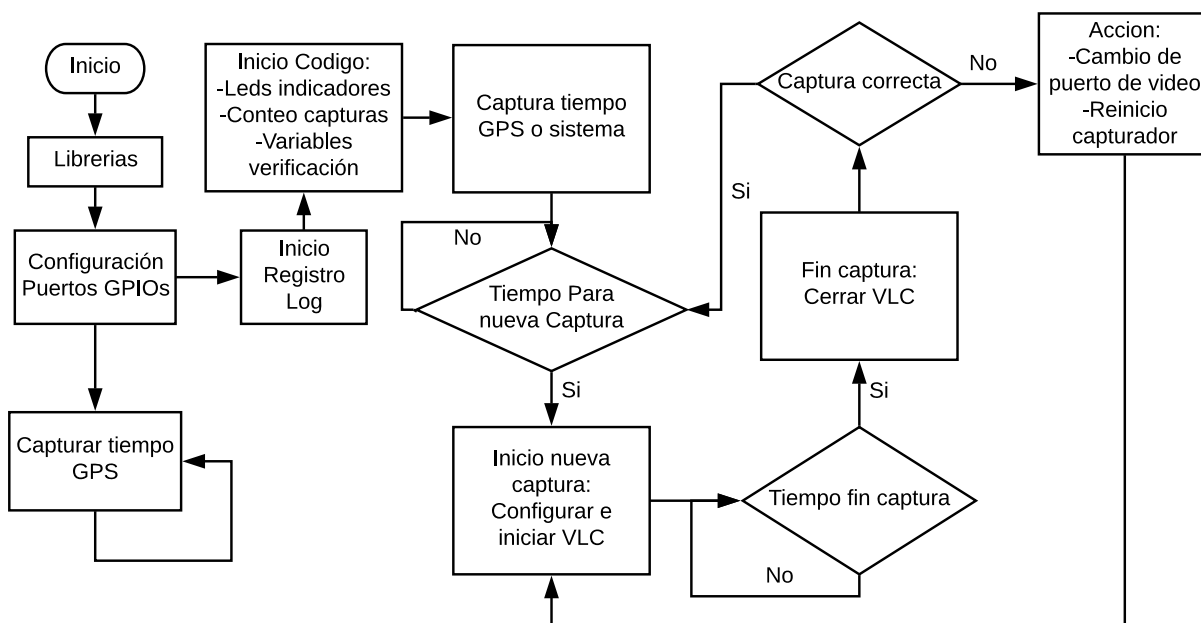 Inicio
Librerias
Configuración
Puertos GPIOs
Capturar tiempo
GPS
Inicio
Registro
Log
Inicio Codigo:
-Leds indicadores
-Conteo capturas
-Variables
verificación
Captura tiempo
GPS o sistema
No
Tiempo Para
nueva Captura
Si
Inicio nueva
captura:
Configurar e
iniciar VLC
Tiempo fin captura
No
Si
Fin captura:
Cerrar VLC
Captura correcta
Si
No
Accion:
-Cambio de
puerto de video
-Reinicio
capturador